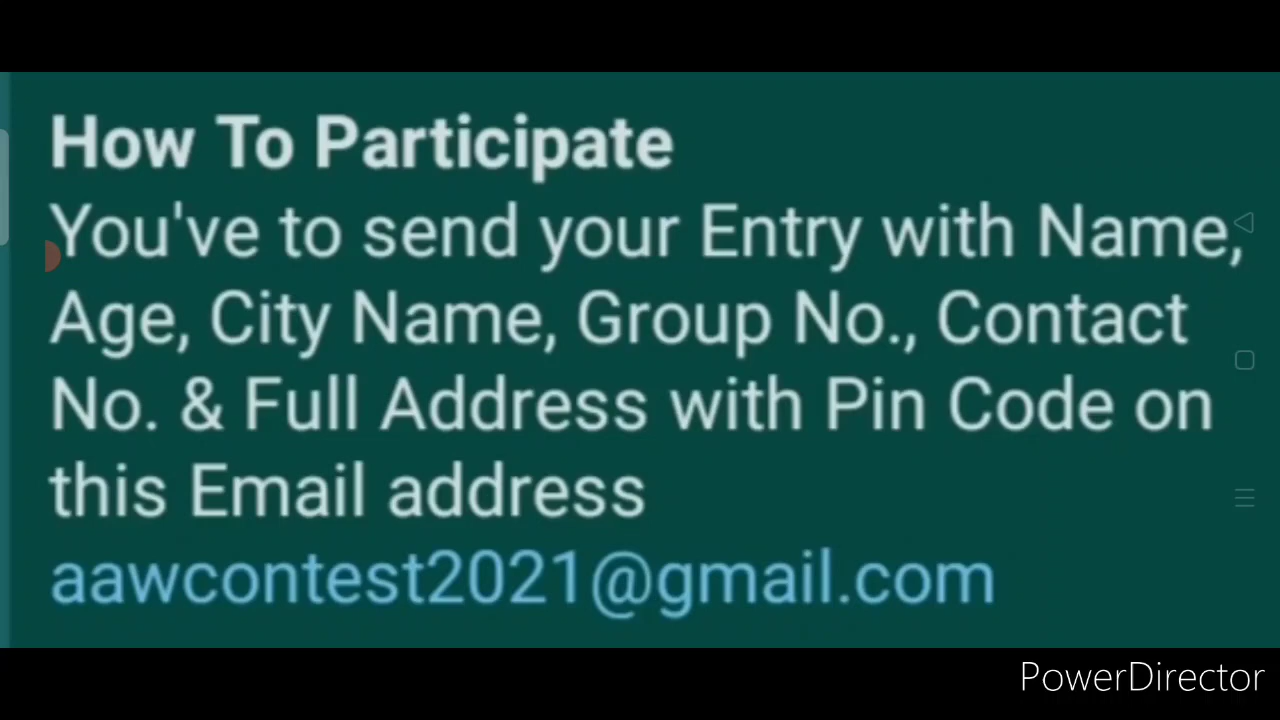 How To Participate
You've to send your Entry with Name,
Age, City Name, Group No., Contact
No. & Full Address with Pin Code on
this Email address
aawcontest2021@gmail.com
PowerDirector